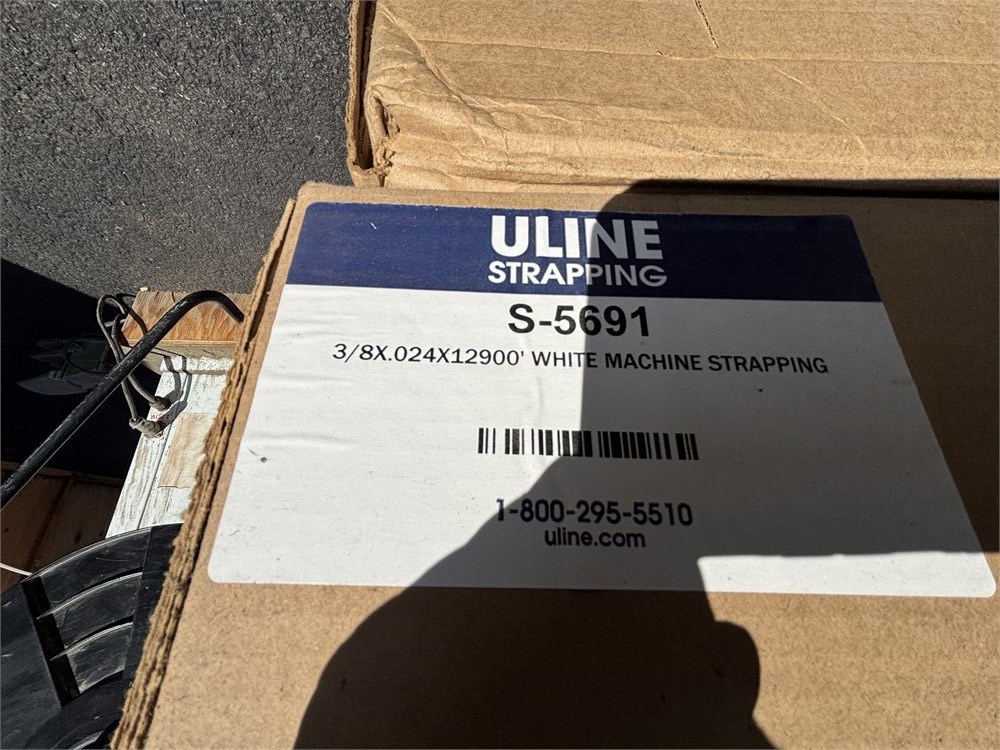 ULINE
STRAPPING
S-5691
3/8X.024X12900' WHITE MACHINE STRAPPING
1-800-295-5510
uline.com